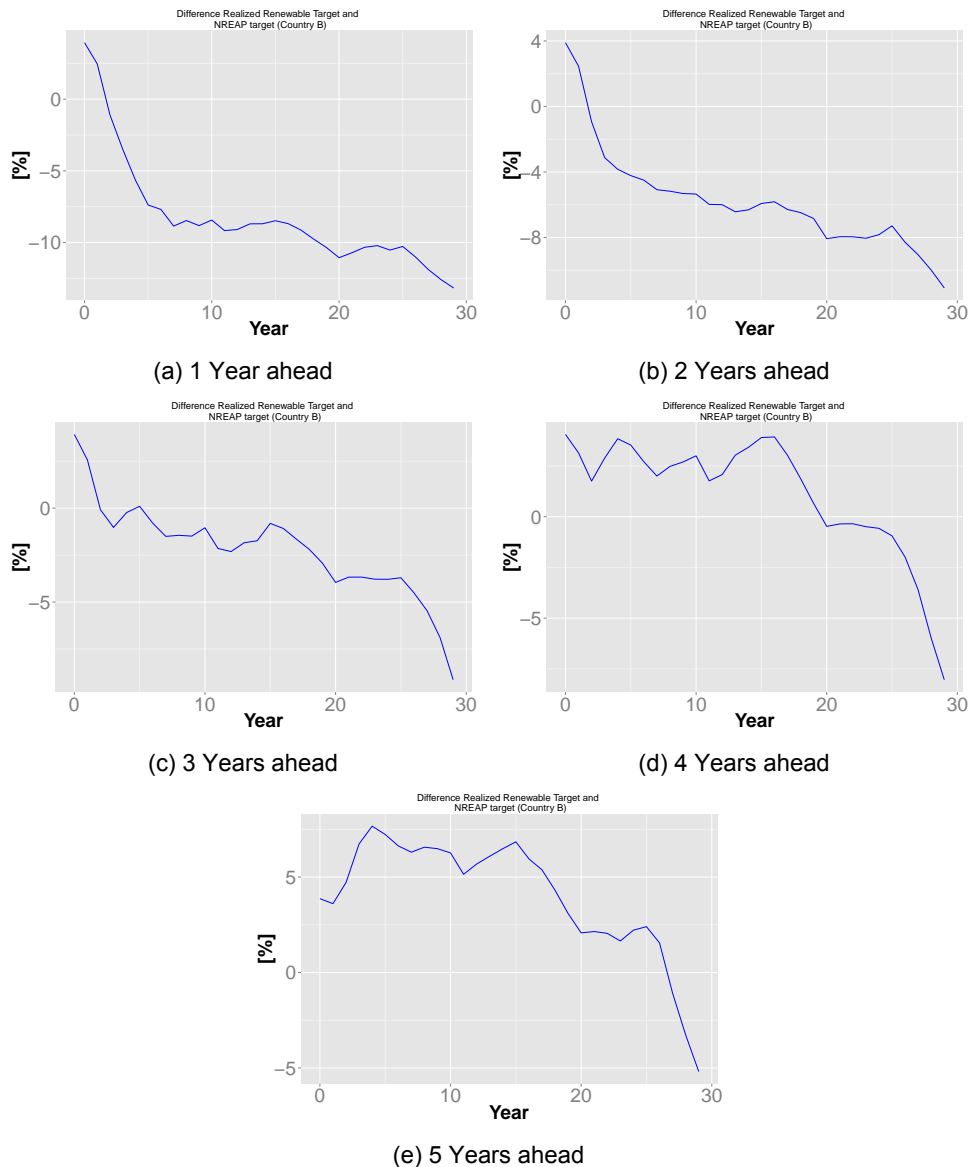 Difference Realized Renewable Target and
NREAP target (Country B)
0
−5
−10
[%]
0
10
20
30
Year
(a) 1 Year ahead
Difference Realized Renewable Target and
NREAP target (Country B)
4
0
−4
−8
[%]
0
10
20
30
Year
(b) 2 Years ahead
Difference Realized Renewable Target and
NREAP target (Country B)
0
−5
[%]
0
10
20
30
Year
(c) 3 Years ahead
Difference Realized Renewable Target and
NREAP target (Country B)
0
−5
[%]
0
10
20
30
Year
(d) 4 Years ahead
Difference Realized Renewable Target and
NREAP target (Country B)
5
0
−5
[%]
0
10
20
30
Year
(e) 5 Years ahead